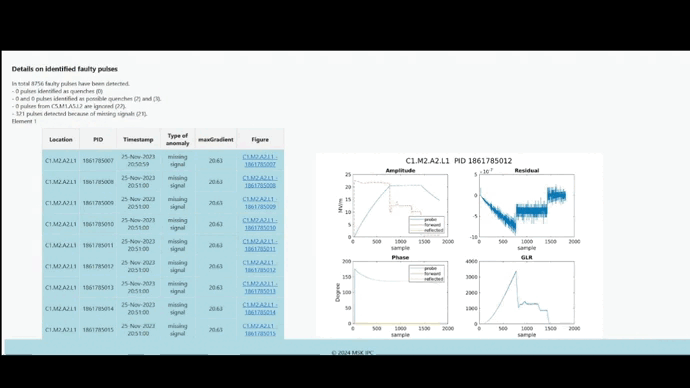 Details on identified faulty pulses
In total 8756 faulty pulses have been detected.
- 0 pulses identified as quenches (0)
- 0 and 0 pulses identified as possible quenches (2) and (3).
- 0 pulses from C5.M1.A5.L2 are ignored (22).
- 321 pulses detected because of missing signals (21).
Element 1
Location PID Timestamp Type of anomaly maxGradient Figure
C1.M2.A2.L1 1861785007 25-Nov-2023 20:50:59 missing signal 20.63 C1.M2.A2.L1 - 1861785007
C1.M2.A2.L1 1861785008 25-Nov-2023 20:51:00 missing signal 20.63 C1.M2.A2.L1 - 1861785008
C1.M2.A2.L1 1861785009 25-Nov-2023 20:51:00 missing signal 20.63 C1.M2.A2.L1 - 1861785009
C1.M2.A2.L1 1861785010 25-Nov-2023 20:51:00 missing signal 20.63 C1.M2.A2.L1 - 1861785010
C1.M2.A2.L1 1861785011 25-Nov-2023 20:51:00 missing signal 20.63 C1.M2.A2.L1 - 1861785011
C1.M2.A2.L1 1861785012 25-Nov-2023 20:51:00 missing signal 20.63 C1.M2.A2.L1 - 1861785012
C1.M2.A2.L1 1861785013 25-Nov-2023 20:51:00 missing signal 20.63 C1.M2.A2.L1 - 1861785013
C1.M2.A2.L1 1861785014 25-Nov-2023 20:51:00 missing signal 20.63 C1.M2.A2.L1 - 1861785014
C1.M2.A2.L1 1861785015 25-Nov-2023 20:51:00 missing signal 20.63 C1.M2.A2.L1 - 1861785015
C1.M2.A2.L1 PID 1861785012
Amplitude
25
20
15
10
5
0
MV/m
probe
forward
reflected
0 500 1000 1500 2000
sample
Residual
5
0
-5
-10
0 500 1000 1500 2000
sample
Phase
200
150
100
50
0
Degree
probe
forward
reflected
0 500 1000 1500 2000
sample
GLR
4000
3000
2000
1000
0
0 500 1000 1500 2000
sample
© 2024 MSK IPC